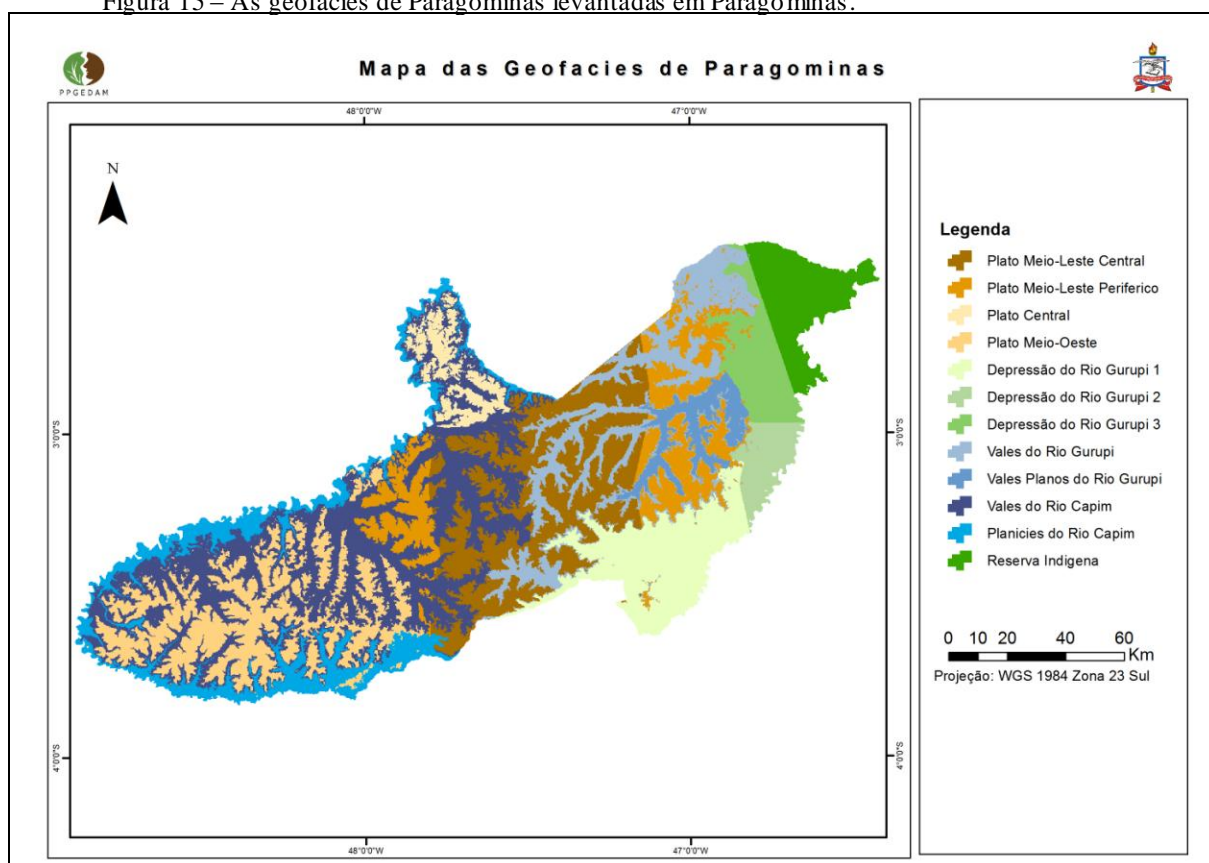 Figura 15 – As geofacies de Paragominas levantadas em Paragominas.
PPGEDAM
Mapa das Geofacies de Paragominas
48°0'0"W
47°0'0"W
N
3°0'0"S
3°0'0"S
4°0'0"S
4°0'0"S
48°0'0"W
47°0'0"W
Legenda
Plato Meio-Leste Central
Plato Meio-Leste Periferico
Plato Central
Plato Meio-Oeste
Depressão do Rio Gurupi 1
Depressão do Rio Gurupi 2
Depressão do Rio Gurupi 3
Vales do Rio Gurupi
Vales Planos do Rio Gurupi
Vales do Rio Capim
Planicies do Rio Capim
Reserva Indigena
0 10 20 40 60
Km
Projeção: WGS 1984 Zona 23 Sul